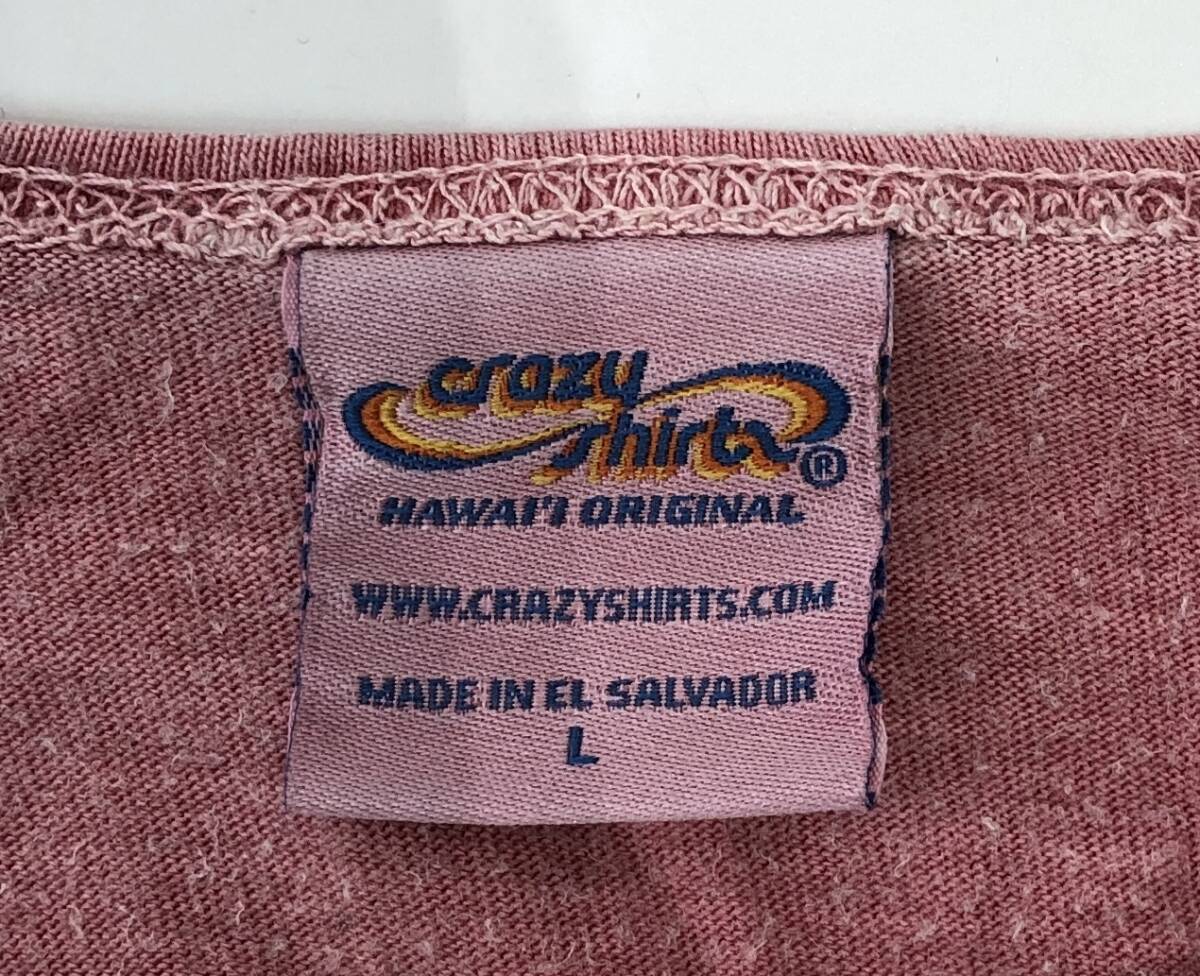 crazy
shirts®
HAWAI'I ORIGINAL
WWW.CRAZYSHIRTS.COM
MADE IN EL SALVADOR
L